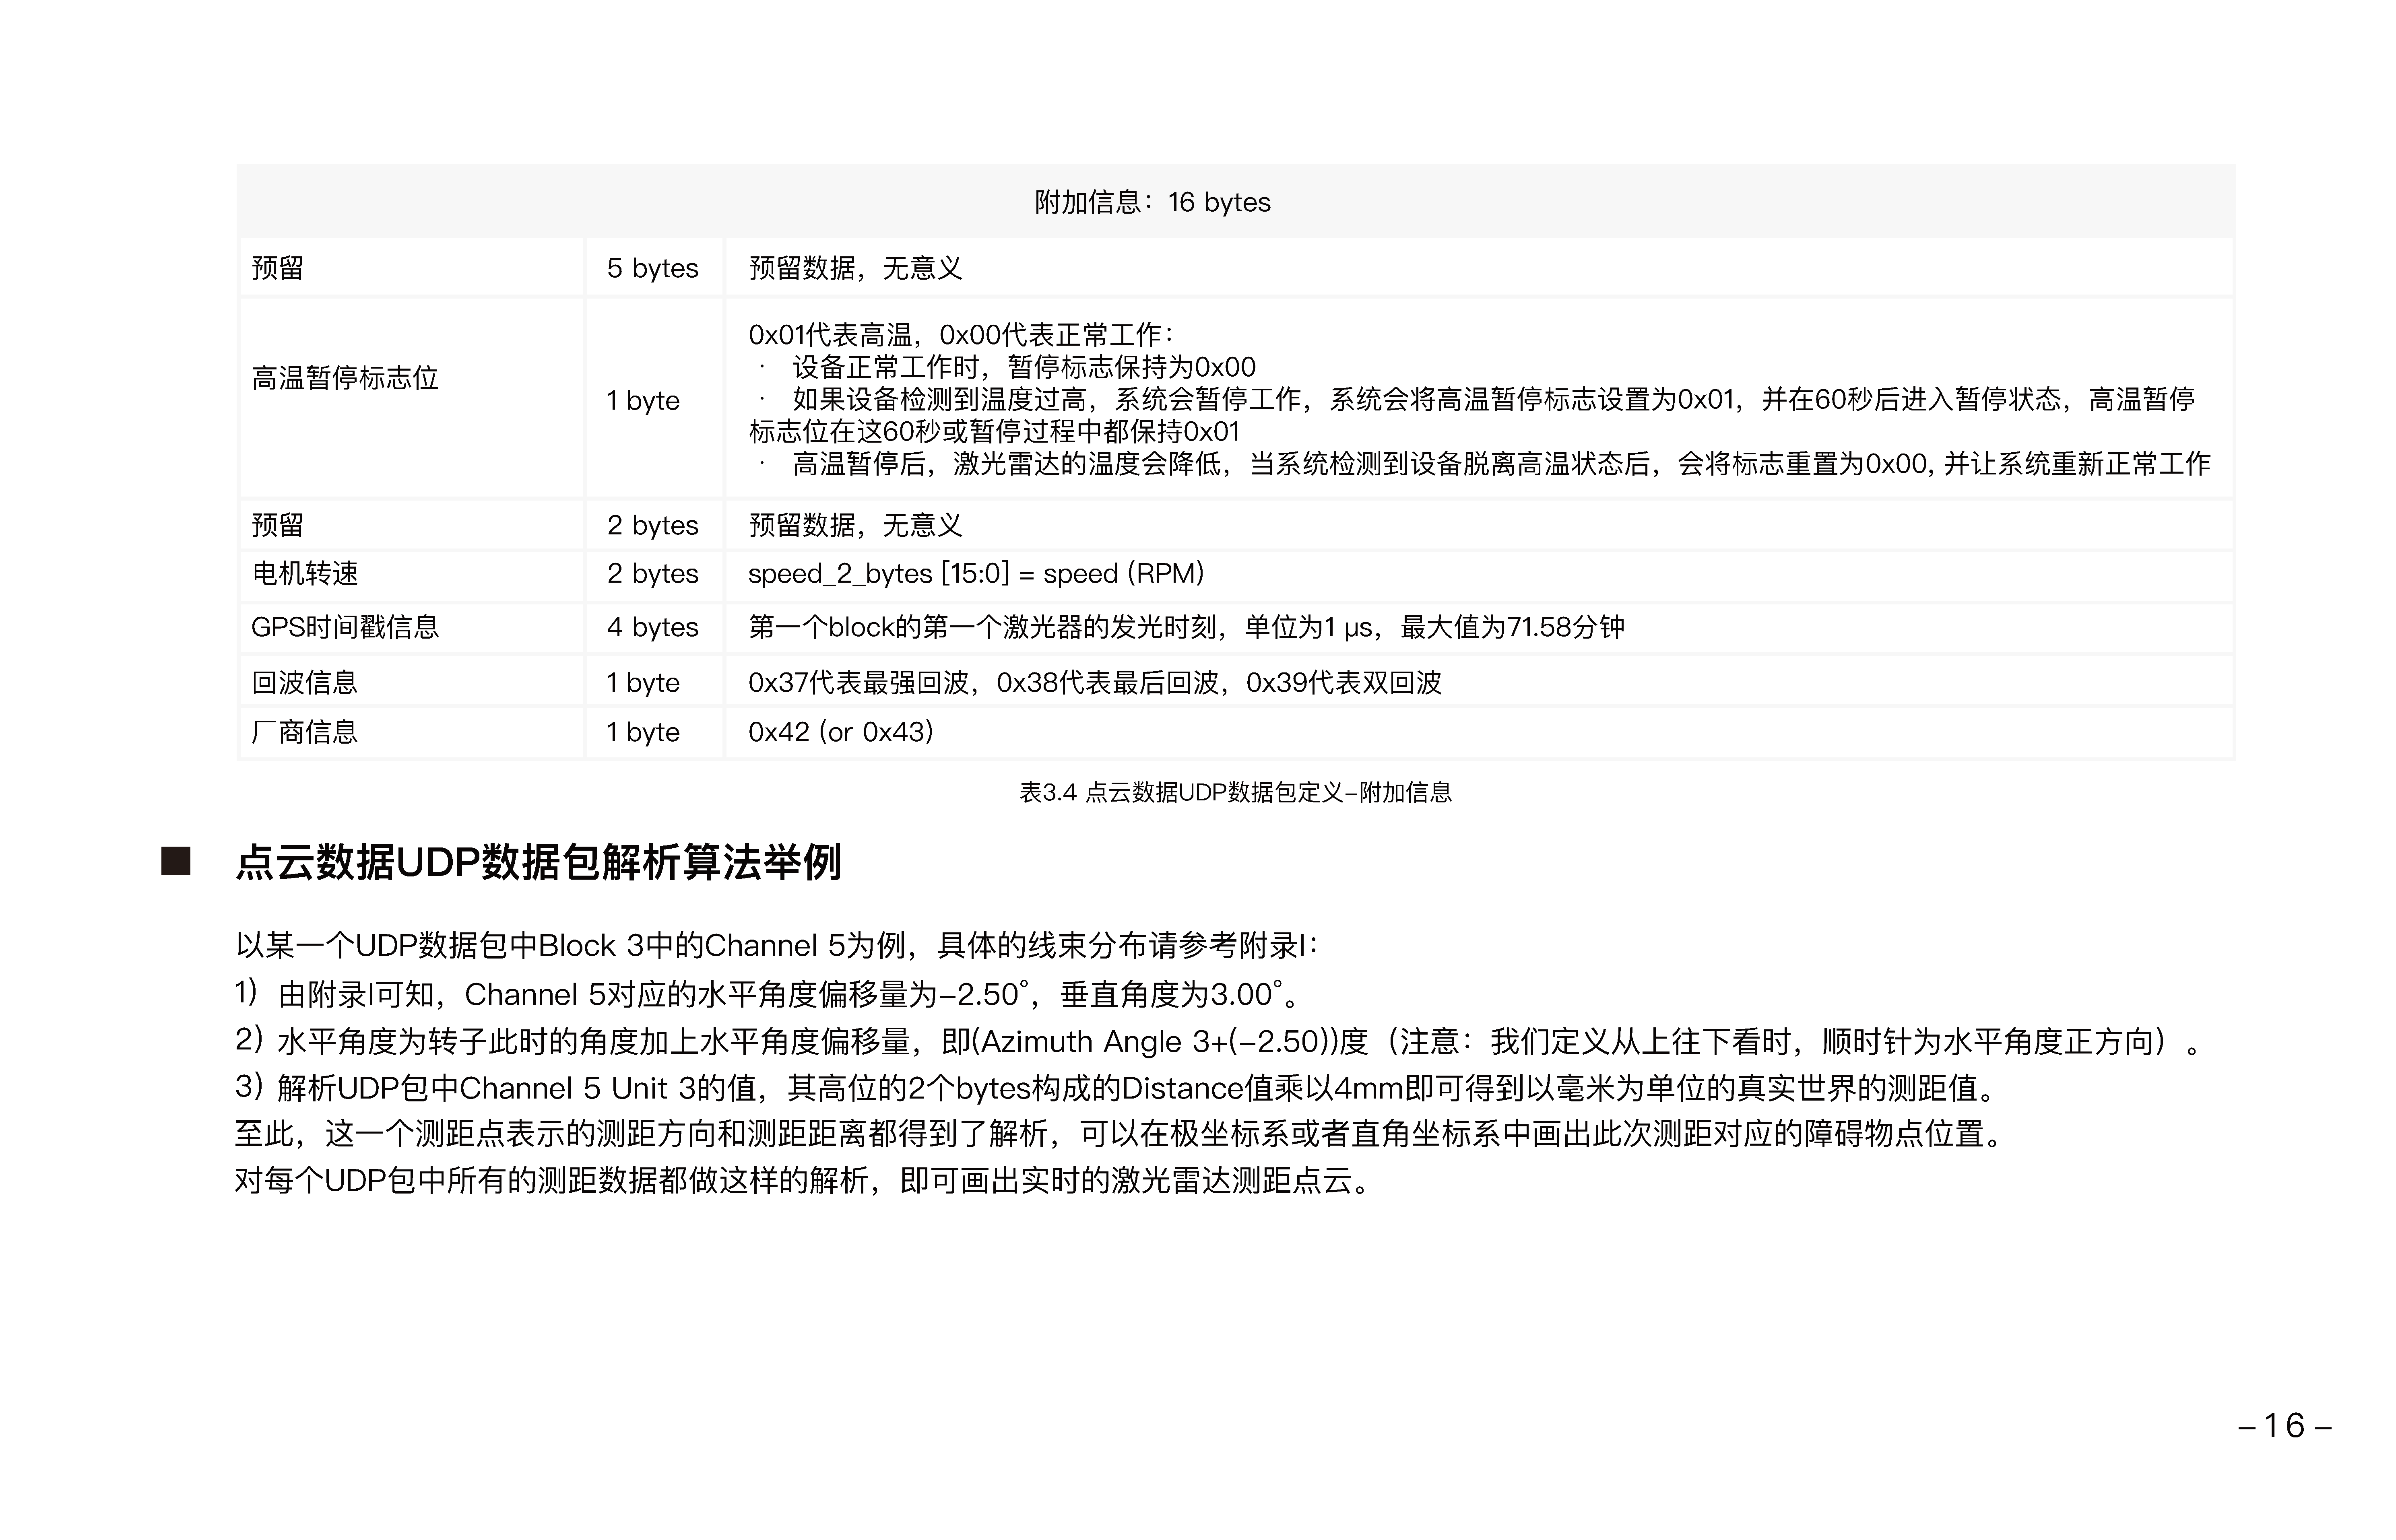 附加信息：16 bytes
预留 5 bytes 预留数据，无意义
高温暂停标志位 1 byte 0x01代表高温，0x00代表正常工作：
· 设备正常工作时，暂停标志保持为0x00
· 如果设备检测到温度过高，系统会暂停工作，系统会将高温暂停标志设置为0x01，并在60秒后进入暂停状态，高温暂停
标志位在这60秒或暂停过程中都保持0x01
· 高温暂停后，激光雷达的温度会降低，当系统检测到设备脱离高温状态后，会将标志重置为0x00, 并让系统重新正常工作
预留 2 bytes 预留数据，无意义
电机转速 2 bytes speed_2_bytes [15:0] = speed (RPM)
GPS时间戳信息 4 bytes 第一个block的第一个激光器的发光时刻，单位为1 μs，最大值为71.58分钟
回波信息 1 byte 0x37代表最强回波，0x38代表最后回波，0x39代表双回波
厂商信息 1 byte 0x42 (or 0x43)
表3.4 点云数据UDP数据包定义–附加信息
■ 点云数据UDP数据包解析算法举例
以某一个UDP数据包中Block 3中的Channel 5为例，具体的线束分布请参考附录I：
1）由附录I可知，Channel 5对应的水平角度偏移量为–2.50°，垂直角度为3.00°。
2）水平角度为转子此时的角度加上水平角度偏移量，即(Azimuth Angle 3+(–2.50))度（注意：我们定义从上往下看时，顺时针为水平角度正方向）。
3）解析UDP包中Channel 5 Unit 3的值，其高位的2个bytes构成的Distance值乘以4mm即可得到以毫米为单位的真实世界的测距值。
至此，这一个测距点表示的测距方向和测距距离都得到了解析，可以在极坐标系或者直角坐标系中画出此次测距对应的障碍物点位置。
对每个UDP包中所有的测距数据都做这样的解析，即可画出实时的激光雷达测距点云。
– 16 –